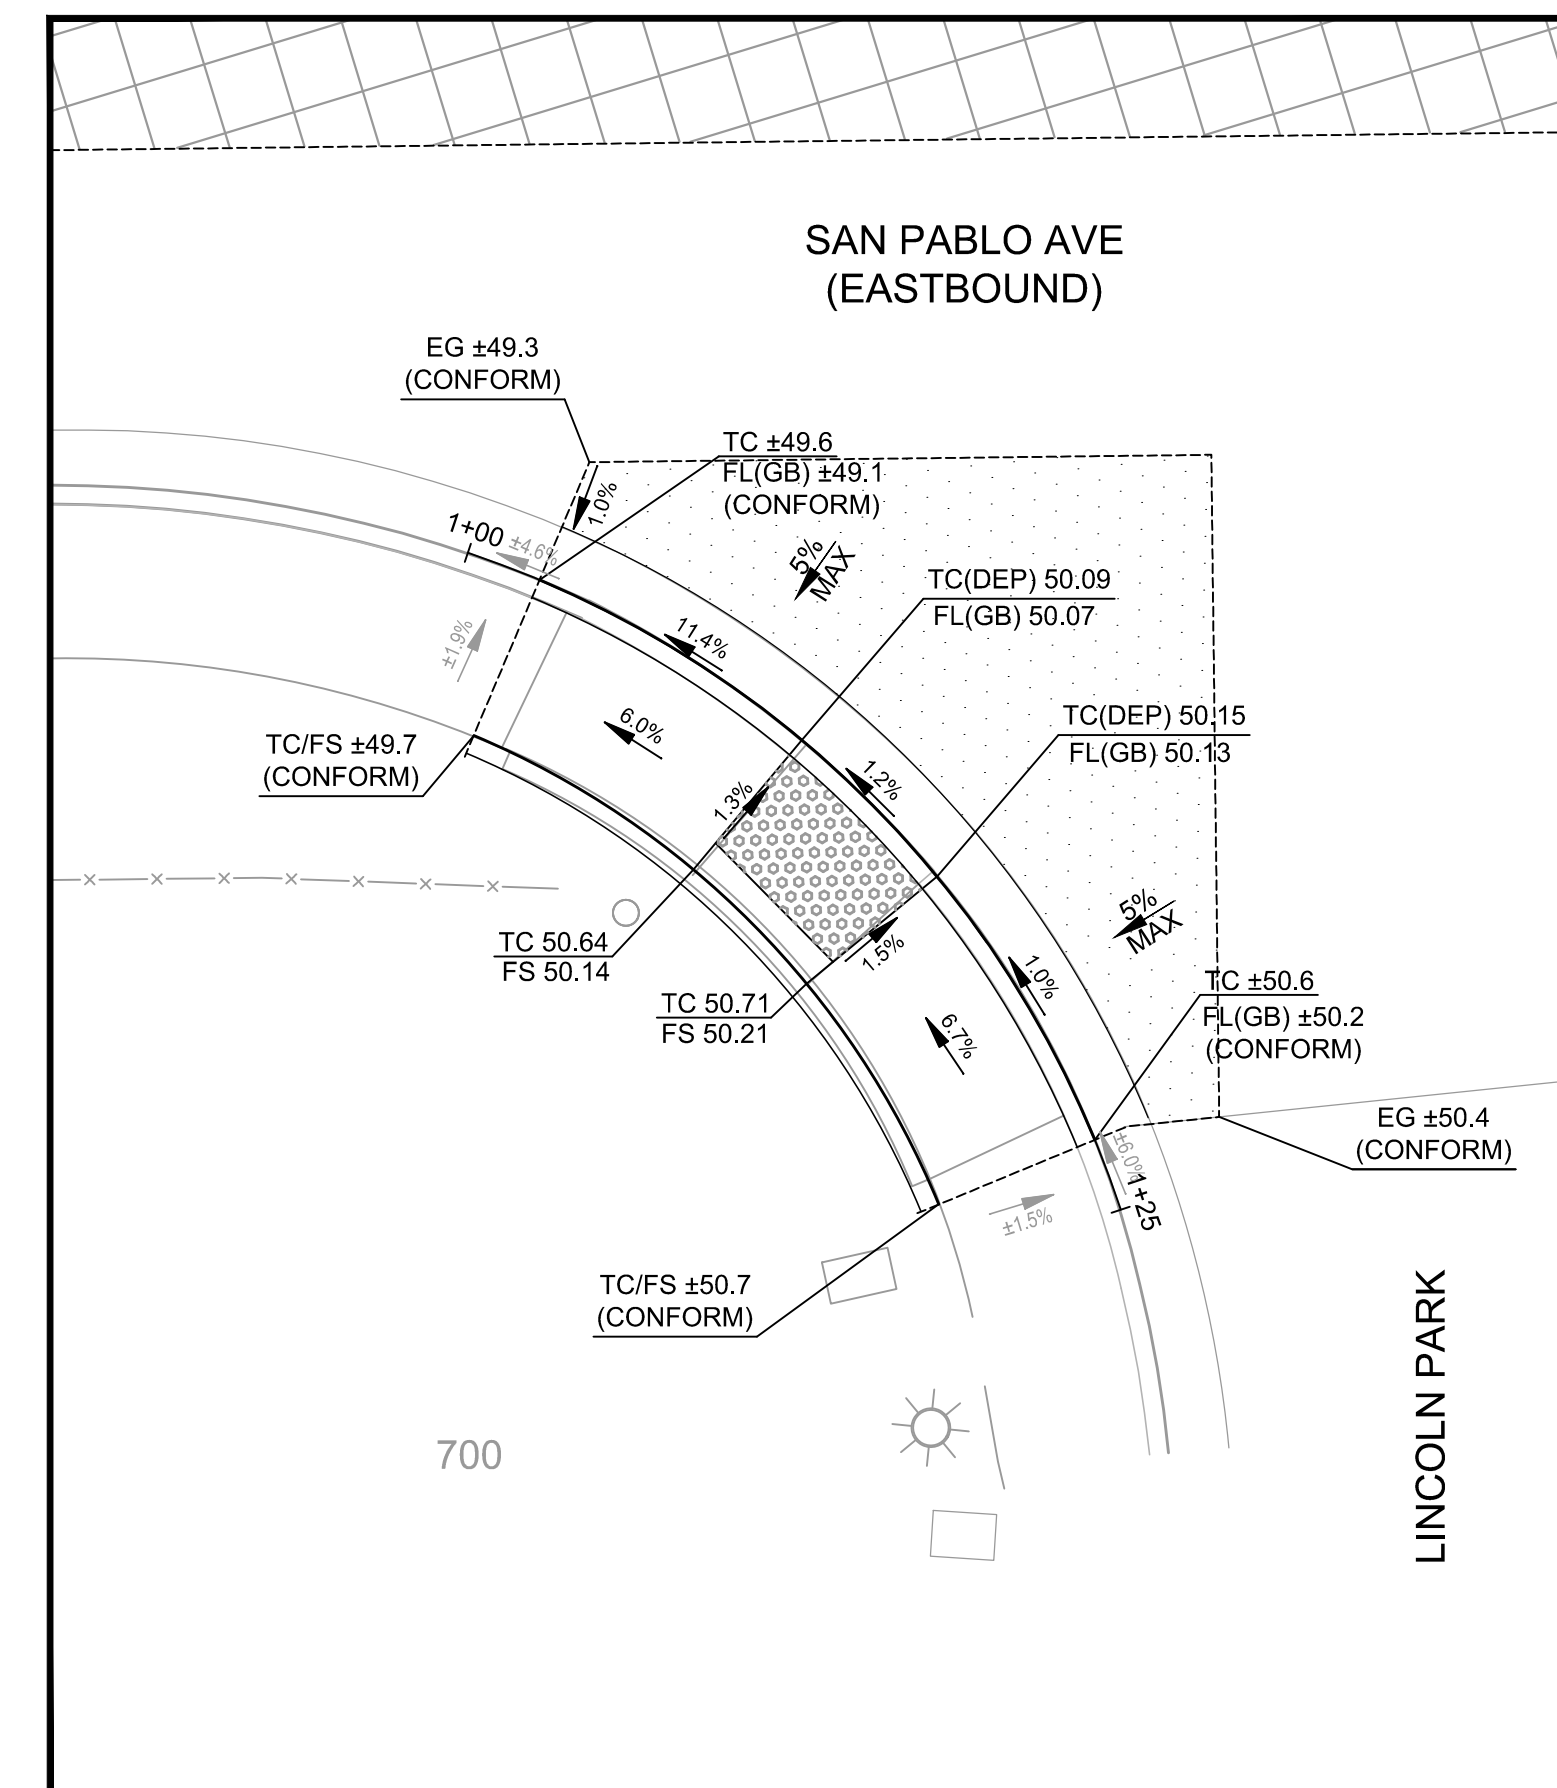 SAN PABLO AVE
(EASTBOUND)
EG ±49.3
(CONFORM)
TC ±49.6
FL(GB) ±49.1
(CONFORM)
1.0%
1+00
±4.6%
5%
MAX
TC(DEP) 50.09
FL(GB) 50.07
±1.9%
11.4%
6.0%
TC(DEP) 50.15
FL(GB) 50.13
TC/FS ±49.7
(CONFORM)
1.3%
1.2%
5%
MAX
TC 50.64
FS 50.14
1.5%
1.0%
TC 50.71
FS 50.21
6.7%
TC ±50.6
FL(GB) ±50.2
(CONFORM)
EG ±50.4
(CONFORM)
±6.0%
1+25
±1.5%
TC/FS ±50.7
(CONFORM)
LINCOLN PARK
700